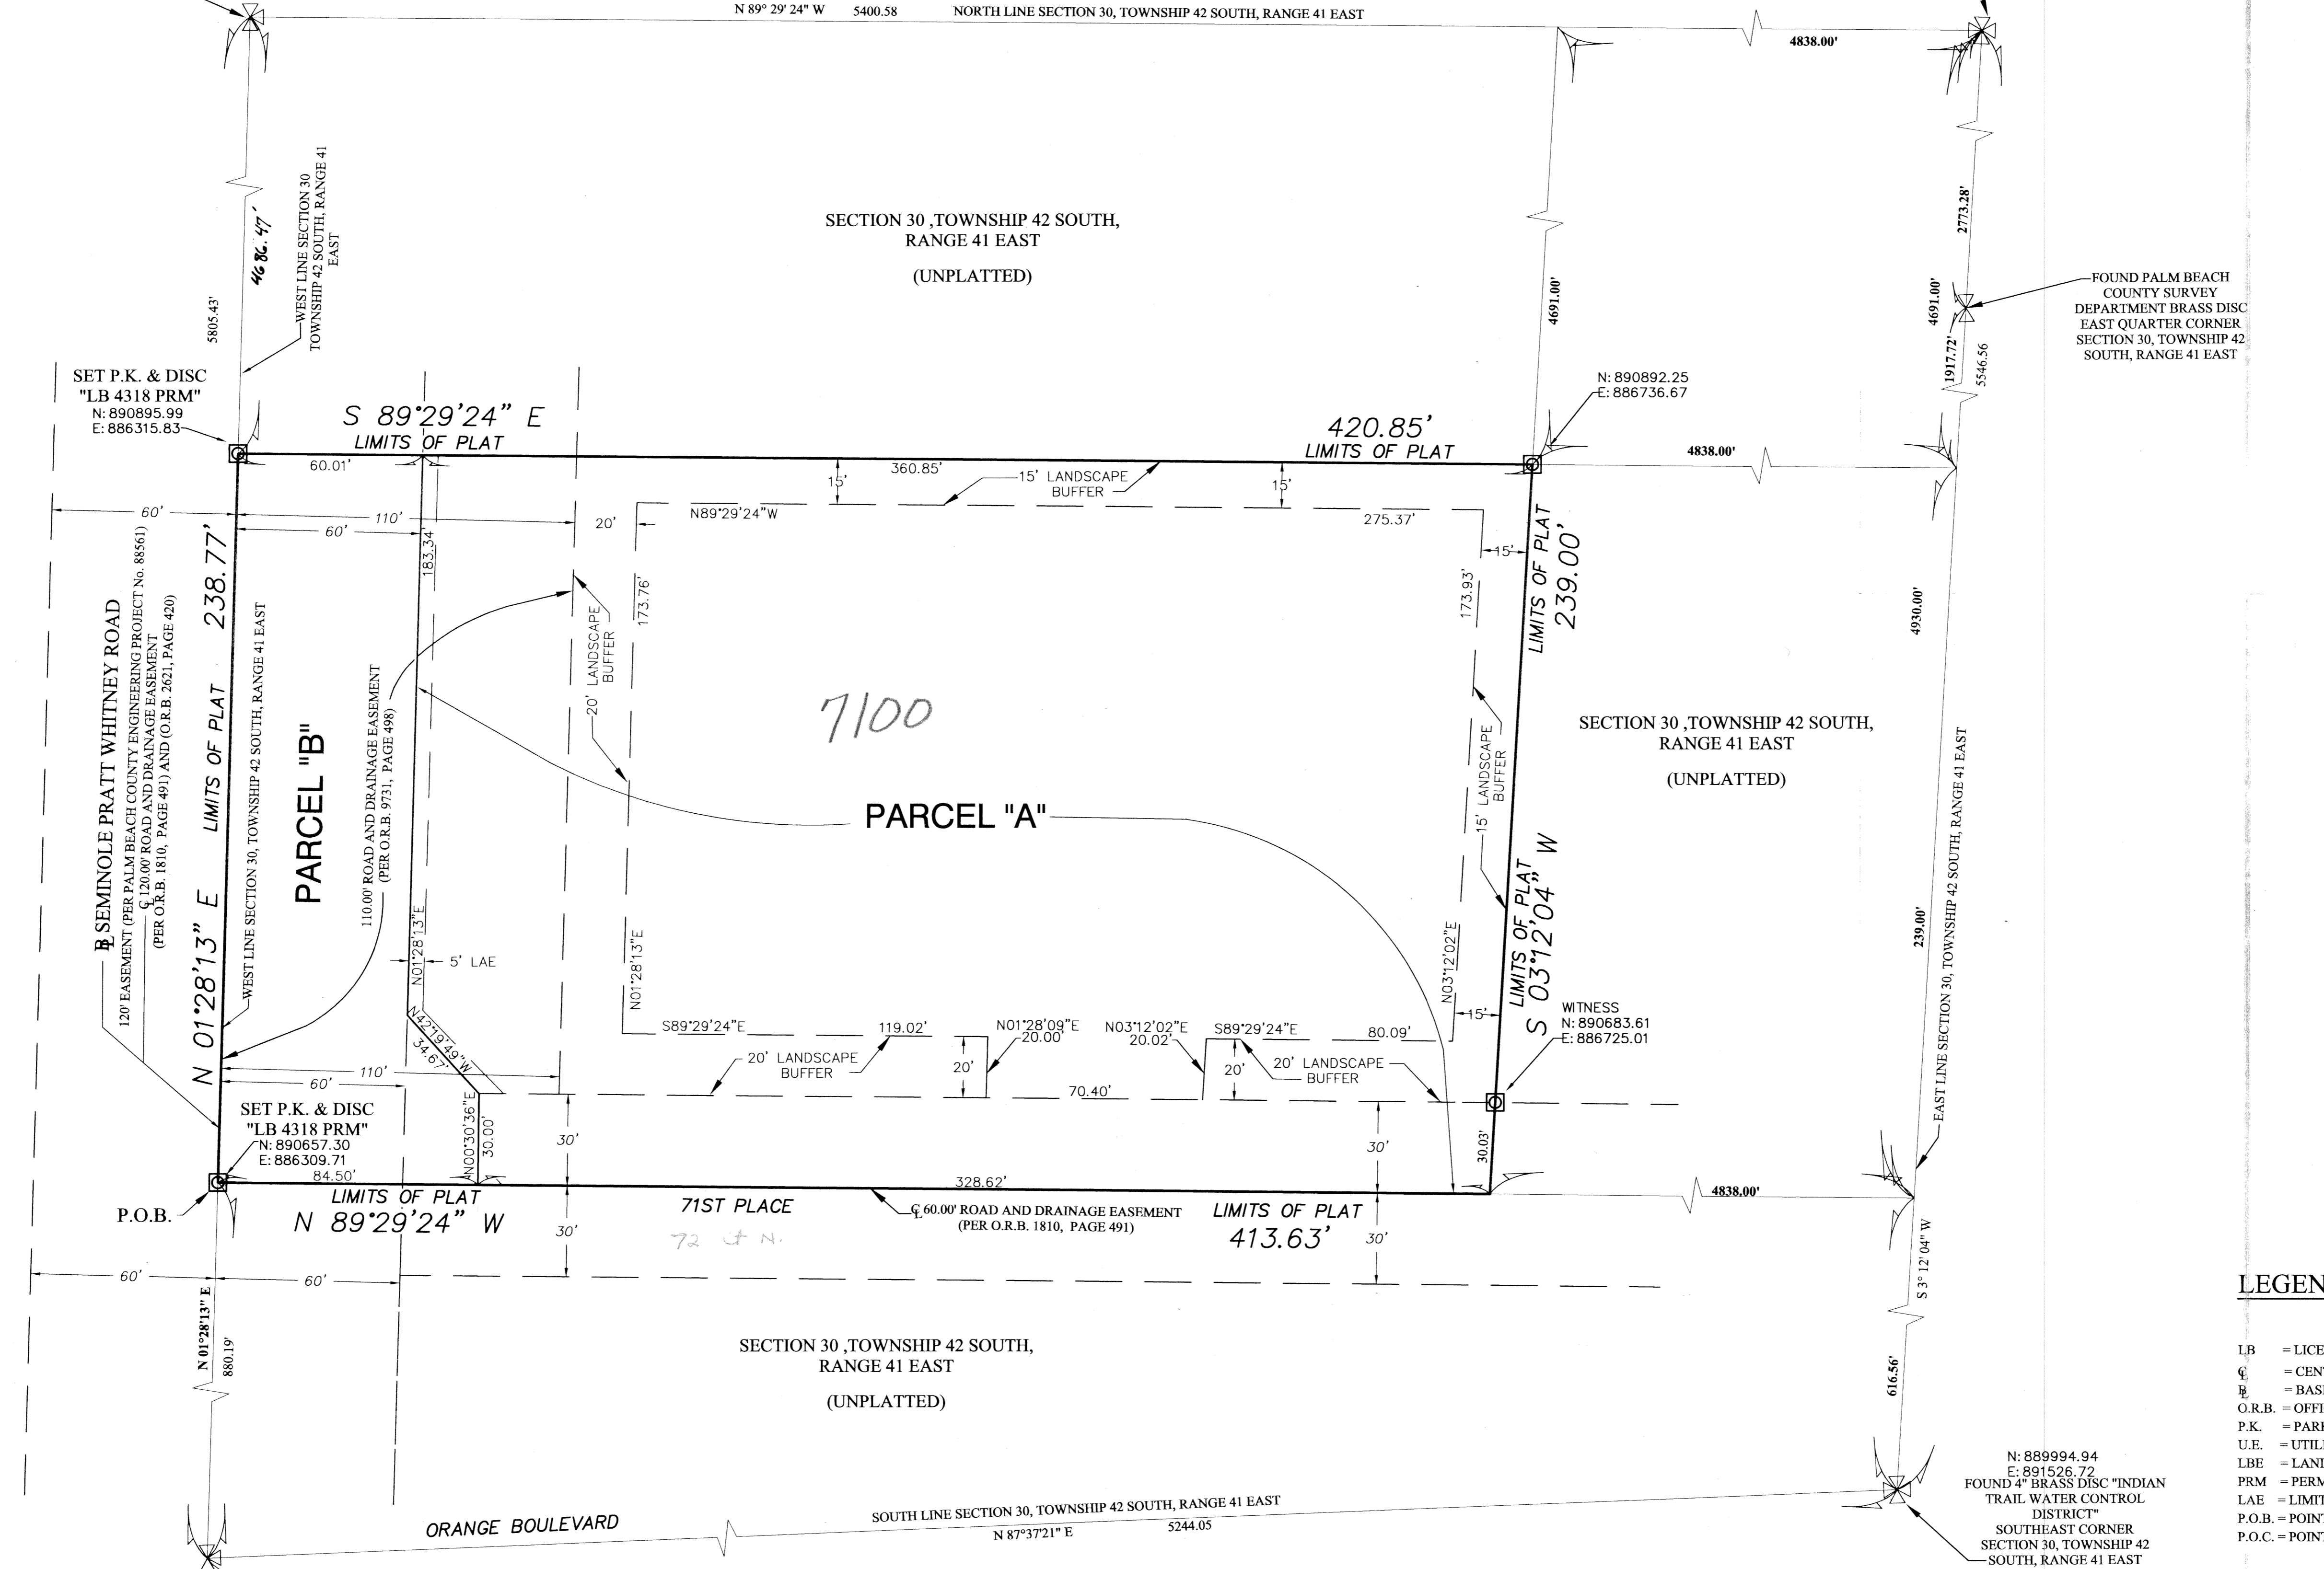 N 89° 29' 24" W 5400.58 NORTH LINE SECTION 30, TOWNSHIP 42 SOUTH, RANGE 41 EAST
4838.00'
WEST LINE SECTION 30
TOWNSHIP 42 SOUTH, RANGE 41
EAST
4686.47'
5805.43'
SECTION 30 ,TOWNSHIP 42 SOUTH,
RANGE 41 EAST
(UNPLATTED)
4691.00'
2773.28'
4691.00'
1917.72'
5546.56
FOUND PALM BEACH
COUNTY SURVEY
DEPARTMENT BRASS DISC
EAST QUARTER CORNER
SECTION 30, TOWNSHIP 42
SOUTH, RANGE 41 EAST
SET P.K. & DISC
"LB 4318 PRM"
N: 890895.99
E: 886315.83
N: 890892.25
E: 886736.67
S 89°29'24" E
LIMITS OF PLAT
420.85'
LIMITS OF PLAT
60.01'
360.85'
4838.00'
15'
15' LANDSCAPE
BUFFER
15'
60'
110'
60'
20'
N89°29'24"W
275.37'
15'
183.34'
173.76'
173.93'
LIMITS OF PLAT
239.00'
LIMITS OF PLAT 238.77'
N 01°28'13" E
20' LANDSCAPE
BUFFER
4930.00'
SEMINOLE PRATT WHITNEY ROAD
120' EASEMENT (PER PALM BEACH COUNTY ENGINEERING PROJECT No. 88561)
℄ 120.00' ROAD AND DRAINAGE EASEMENT
(PER O.R.B. 1810, PAGE 491) AND (O.R.B. 2621, PAGE 420)
WEST LINE SECTION 30, TOWNSHIP 42 SOUTH, RANGE 41 EAST
PARCEL "B"
110.00' ROAD AND DRAINAGE EASEMENT
(PER O.R.B. 9731, PAGE 498)
7100
PARCEL "A"
15' LANDSCAPE
BUFFER
SECTION 30 ,TOWNSHIP 42 SOUTH,
RANGE 41 EAST
(UNPLATTED)
LIMITS OF PLAT
S 03°12'04" W
239.00'
EAST LINE SECTION 30, TOWNSHIP 42 SOUTH, RANGE 41 EAST
N01°28'13"E
5' LAE
N01°28'13"E
N03°12'02"E
15'
WITNESS
N: 890683.61
E: 886725.01
N42°19'49"W
34.67'
S89°29'24"E
119.02'
N01°28'09"E
20.00'
N03°12'02"E
20.02'
S89°29'24"E
80.09'
20' LANDSCAPE
BUFFER
20'
20'
20' LANDSCAPE
BUFFER
110'
60'
70.40'
SET P.K. & DISC
"LB 4318 PRM"
N: 890657.30
E: 886309.71
N00°30'36"E
30.00'
30'
30'
30.03'
84.50'
328.62'
4838.00'
P.O.B.
LIMITS OF PLAT
N 89°29'24" W
71ST PLACE
72 Ct N.
℄ 60.00' ROAD AND DRAINAGE EASEMENT
(PER O.R.B. 1810, PAGE 491)
LIMITS OF PLAT
413.63'
30'
30'
60'
60'
N 01°28'13" E
880.19'
S 3° 12' 04" W
616.56'
SECTION 30 ,TOWNSHIP 42 SOUTH,
RANGE 41 EAST
(UNPLATTED)
ORANGE BOULEVARD
SOUTH LINE SECTION 30, TOWNSHIP 42 SOUTH, RANGE 41 EAST
N 87°37'21" E 5244.05
N: 889994.94
E: 891526.72
FOUND 4" BRASS DISC "INDIAN
TRAIL WATER CONTROL
DISTRICT"
SOUTHEAST CORNER
SECTION 30, TOWNSHIP 42
SOUTH, RANGE 41 EAST
LEGEN
LB = LICE
℄ = CEN
= BAS
O.R.B. = OFFI
P.K. = PAR
U.E. = UTIL
LBE = LAN
PRM = PERM
LAE = LIMIT
P.O.B. = POIN
P.O.C. = POIN